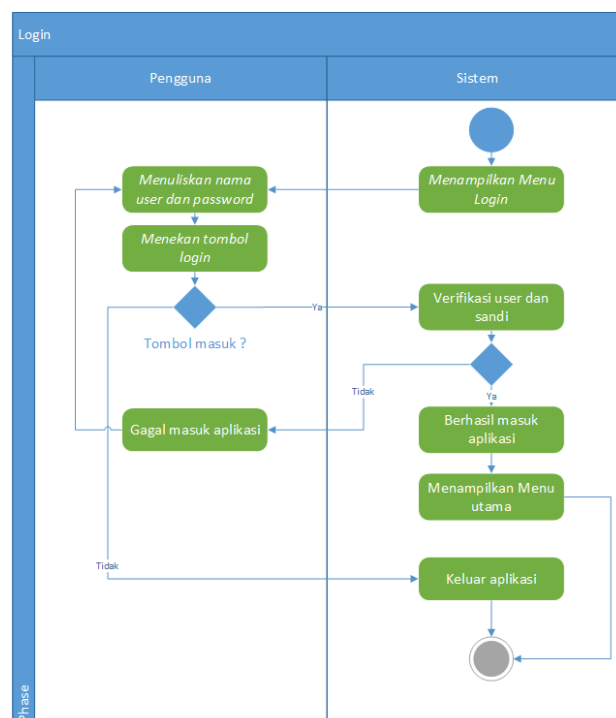 Login
Pengguna
Sistem
Menuliskan nama
user dan password
Menampilkan Menu
Login
Menekan tombol
login
Ya
Verifikasi user dan
sandi
Tombol masuk ?
Tidak
Ya
Gagal masuk aplikasi
Berhasil masuk
aplikasi
Menampilkan Menu
utama
Tidak
Keluar aplikasi
Phase